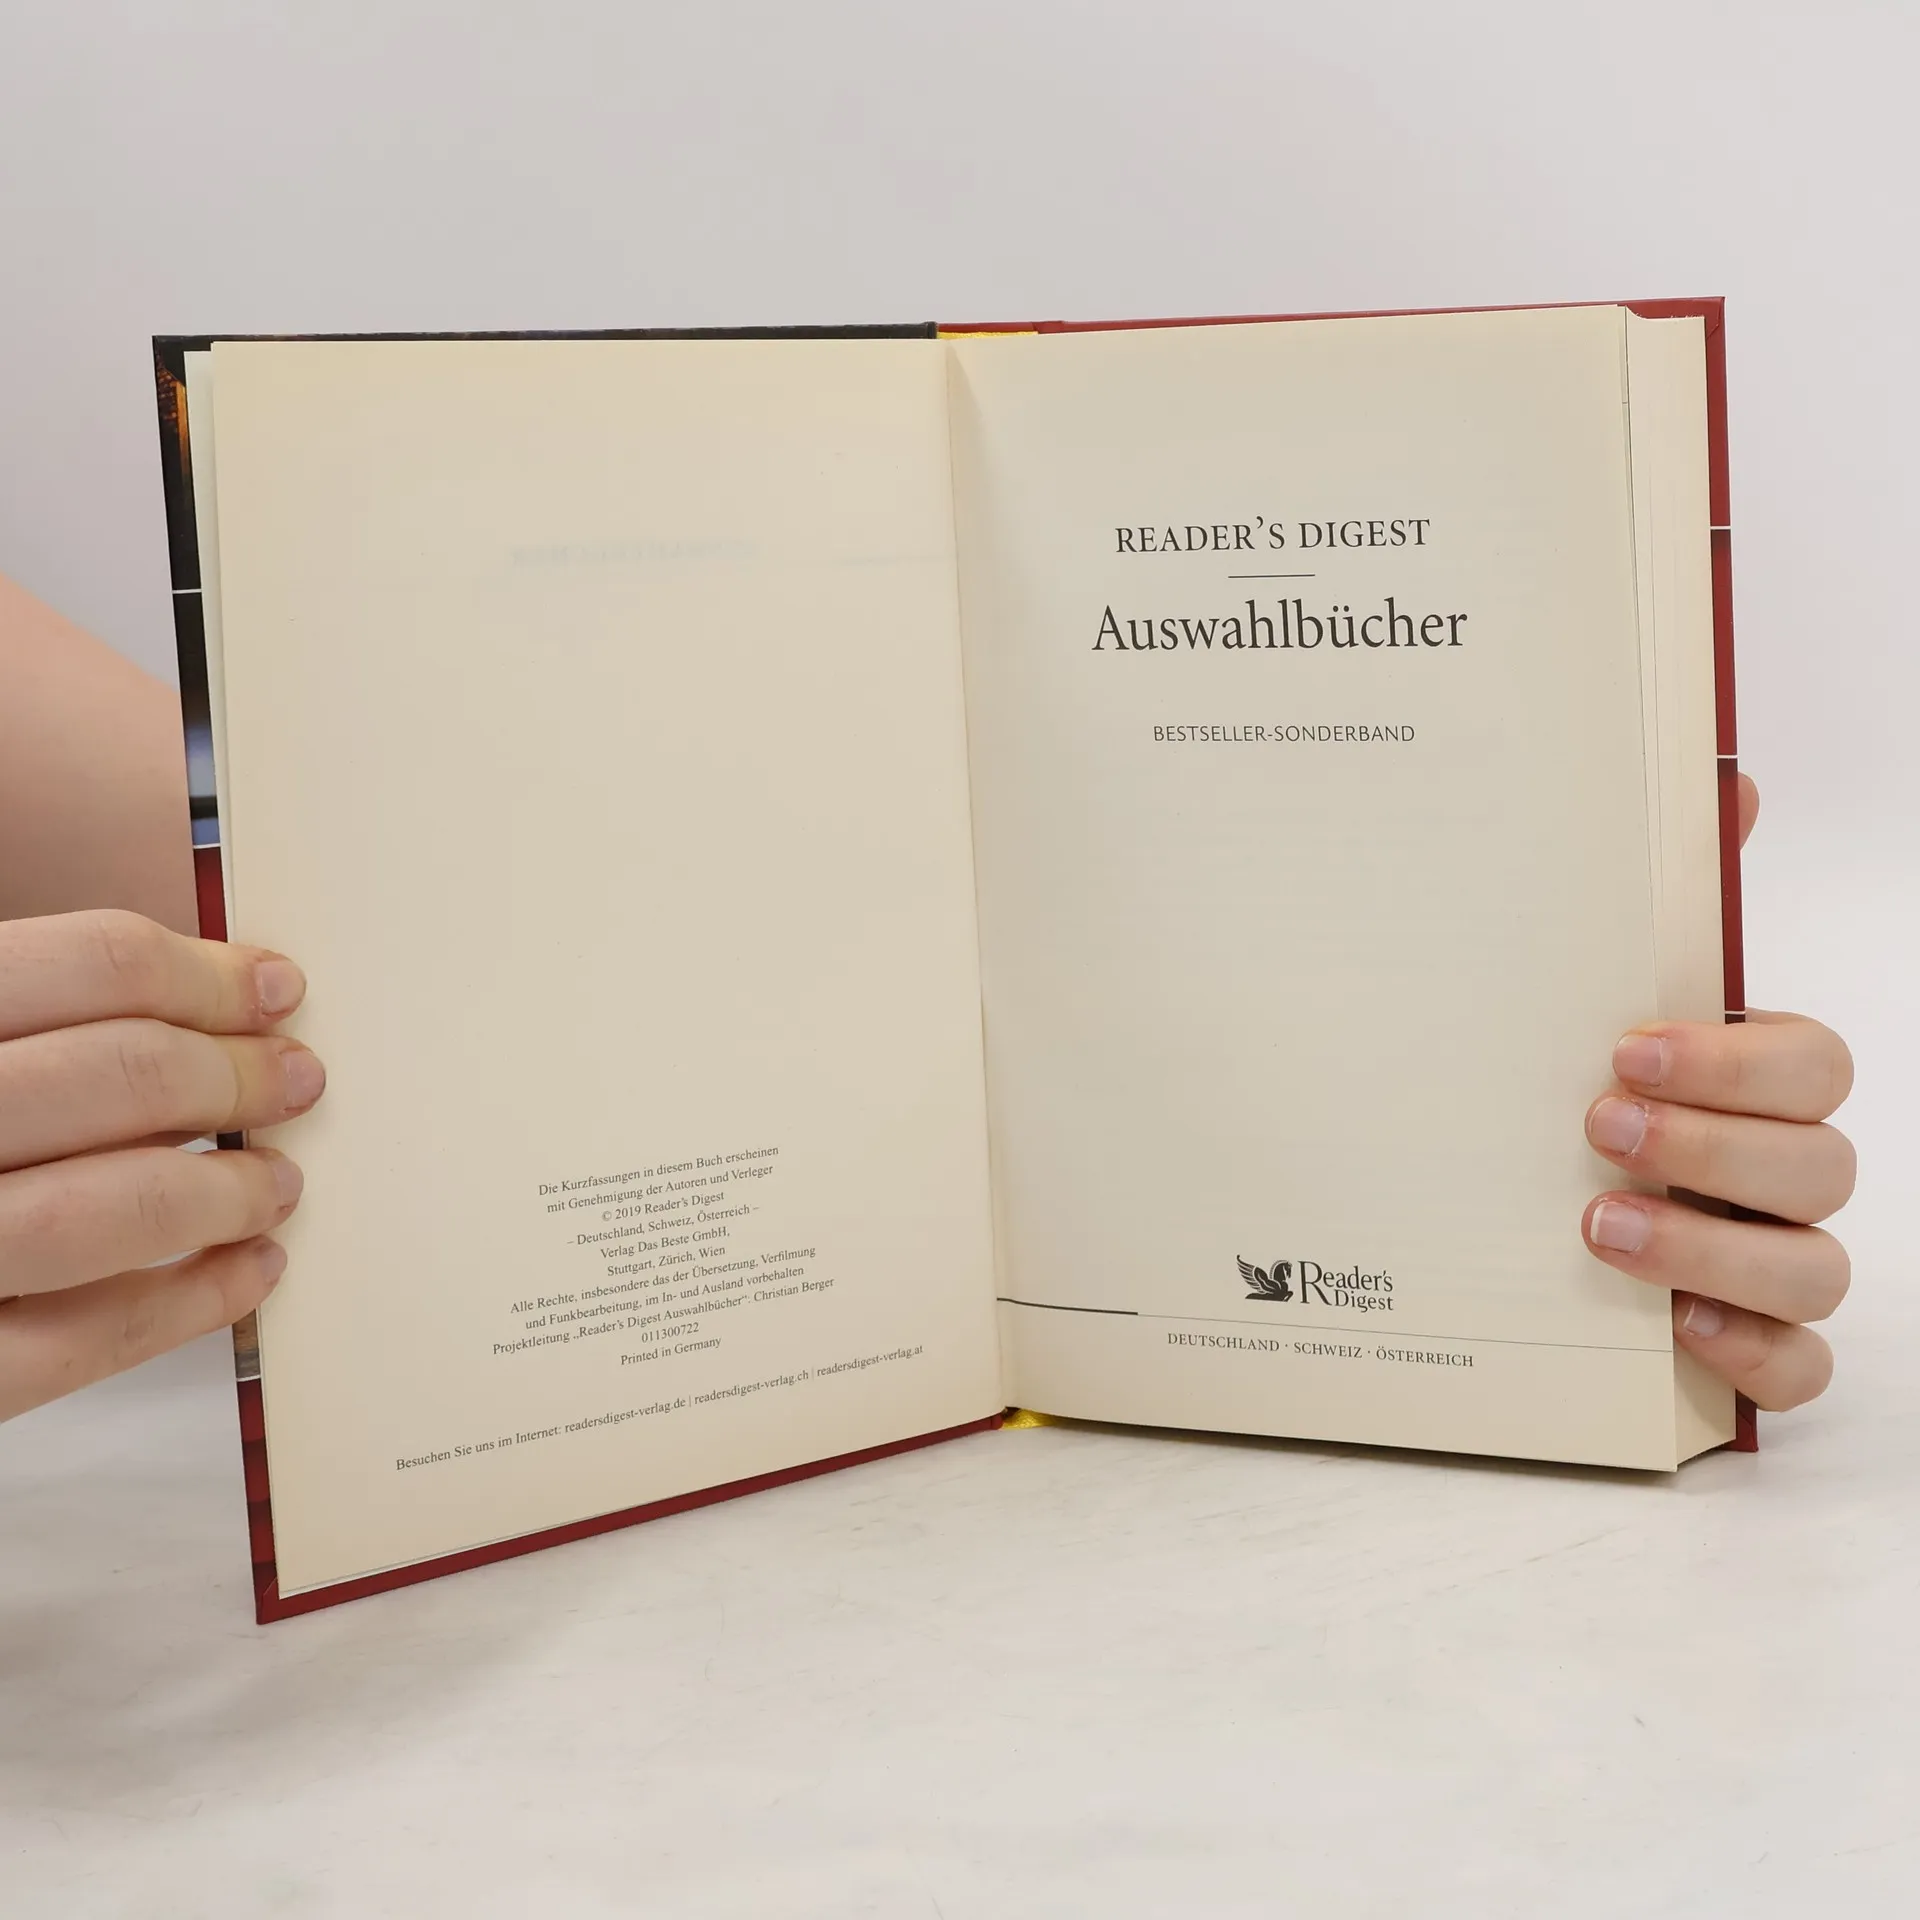 Die Kurzfassungen in diesem Buch erscheinen
mit Genehmigung der Autoren und Verleger
© 2019 Reader's Digest
– Deutschland, Schweiz, Österreich –
Verlag Das Beste GmbH,
Stuttgart, Zürich, Wien
Alle Rechte, insbesondere das der Übersetzung, Verfilmung
und Funkbearbeitung, im In- und Ausland vorbehalten
Projektleitung „Reader's Digest Auswahlbücher“: Christian Berger
011300722
Printed in Germany
Besuchen Sie uns im Internet: readersdigest-verlag.de | readersdigest-verlag.ch | readersdigest-verlag.at
READER’S DIGEST
Auswahlbücher
BESTSELLER-SONDERBAND
Reader's
Digest
DEUTSCHLAND · SCHWEIZ · ÖSTERREICH